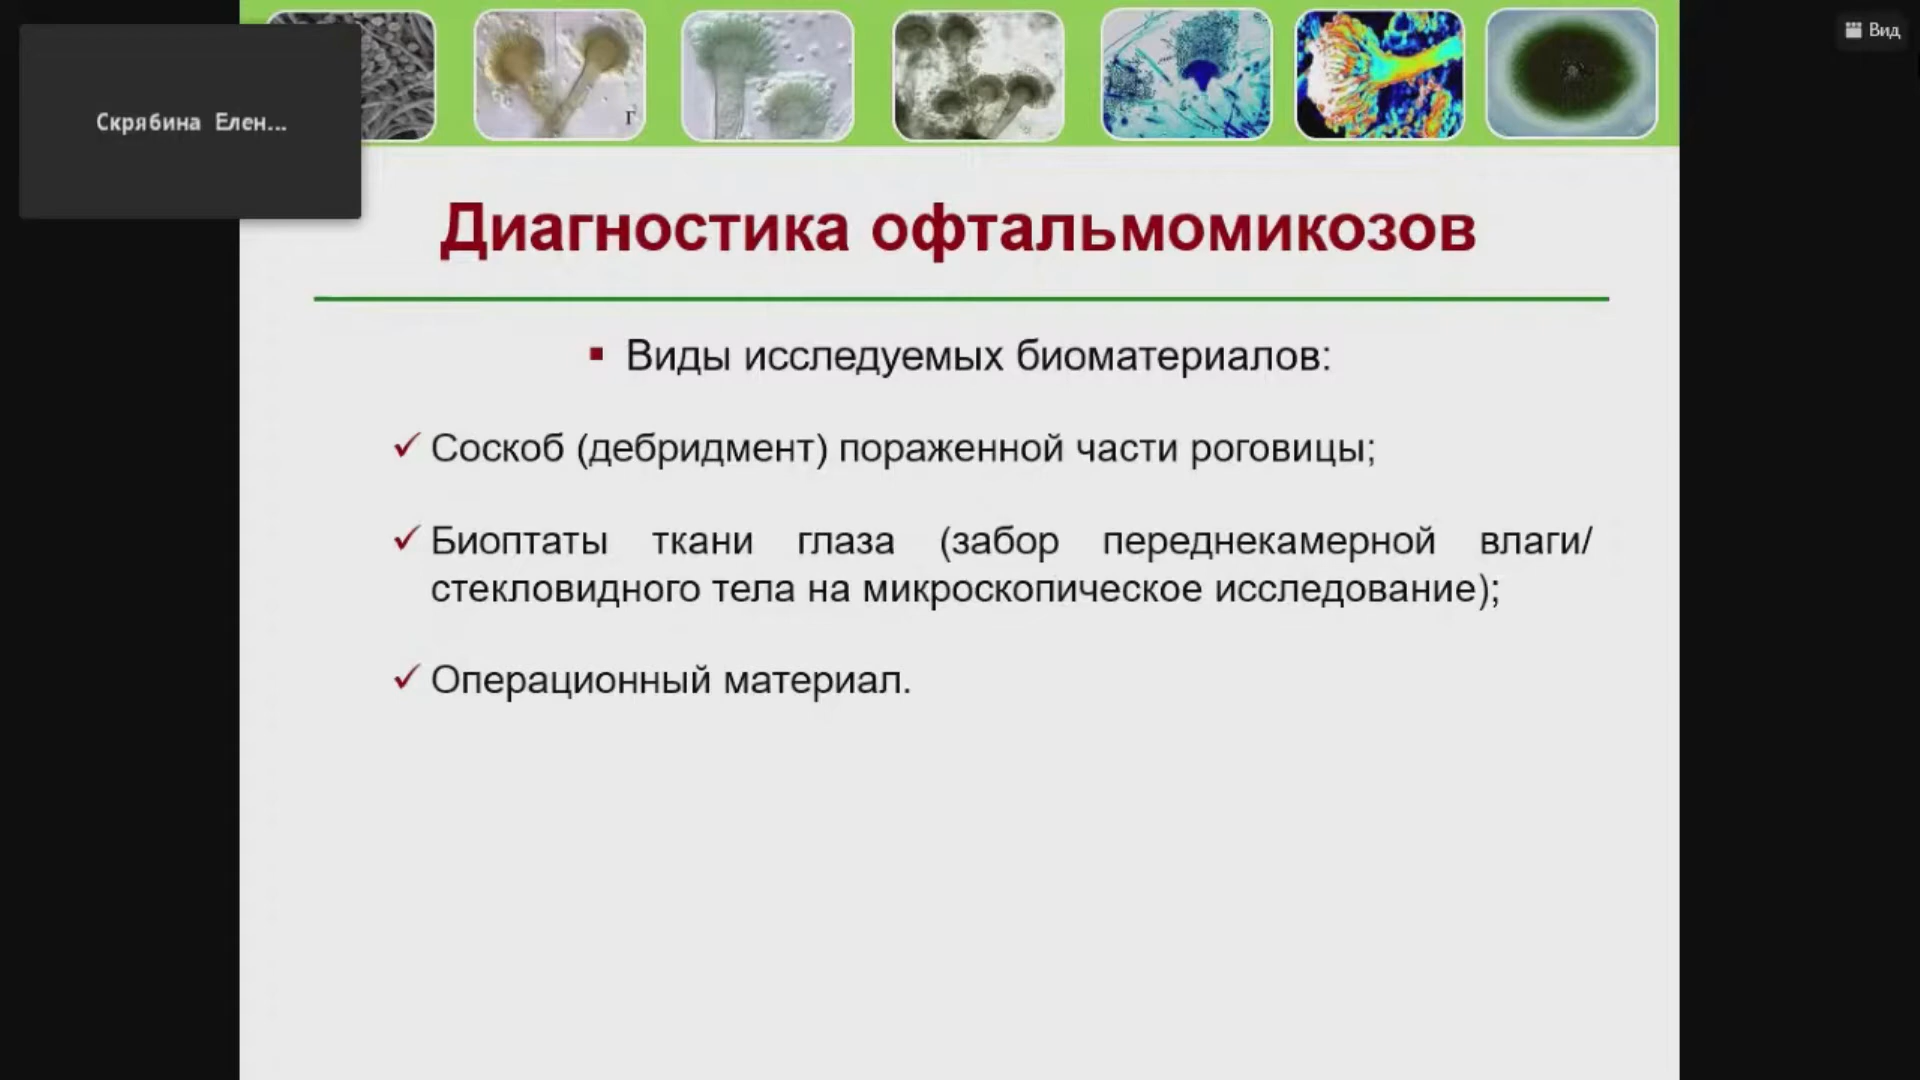 Вид
Скрябина Елен...
г
Диагностика офтальмомикозов
▪ Виды исследуемых биоматериалов:
✓ Соскоб (дебридмент) пораженной части роговицы;
✓ Биоптаты ткани глаза (забор переднекамерной влаги/
стекловидного тела на микроскопическое исследование);
✓ Операционный материал.